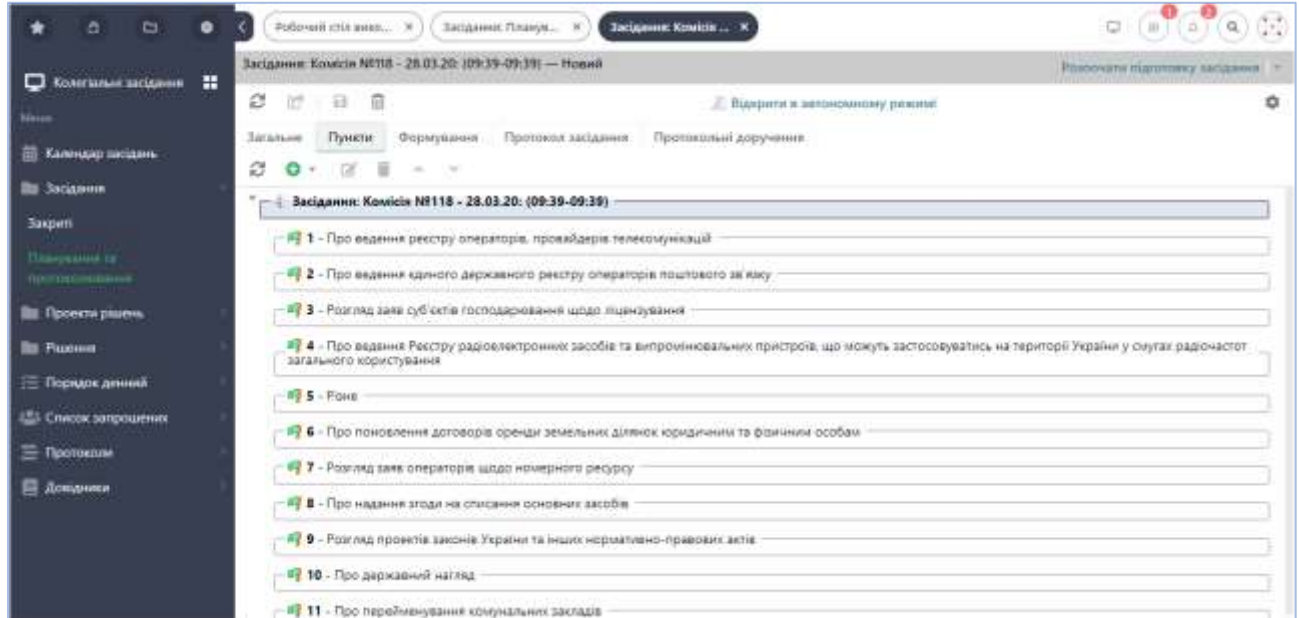 Робочий стіл вико... ×
Засідання: Планув... ×
Засідання: Комісія ... ×
1
2
Засідання: Комісія №118 - 28.03.20: (09:39-09:39) — Новий
Розпочати підготовку засідання
Колегіальні засідання
Меню
Відкрити в автономному режимі
Загальне Пункти Формування Протокол засідання Протокольні доручення
Календар засідань
Засідання
Закриті
Планування та
протоколювання
Проекти рішень
Рішення
Порядок денний
Список запрошених
Протоколи
Довідники
Засідання: Комісія №118 - 28.03.20: (09:39-09:39)
1 - Про ведення реєстру операторів, провайдерів телекомунікацій
2 - Про ведення єдиного державного реєстру операторів поштового зв'язку
3 - Розгляд заяв суб'єктів господарювання щодо ліцензування
4 - Про ведення Реєстру радіоелектронних засобів та випромінювальних пристроїв, що можуть застосовуватись на території України у смугах радіочастот
загального користування
5 - Різне
6 - Про поновлення договорів оренди земельних ділянок юридичним та фізичним особам
7 - Розгляд заяв операторів щодо номерного ресурсу
8 - Про надання згоди на списання основних засобів
9 - Розгляд проектів законів України та інших нормативно-правових актів
10 - Про державний нагляд
11 - Про перейменування комунальних закладів